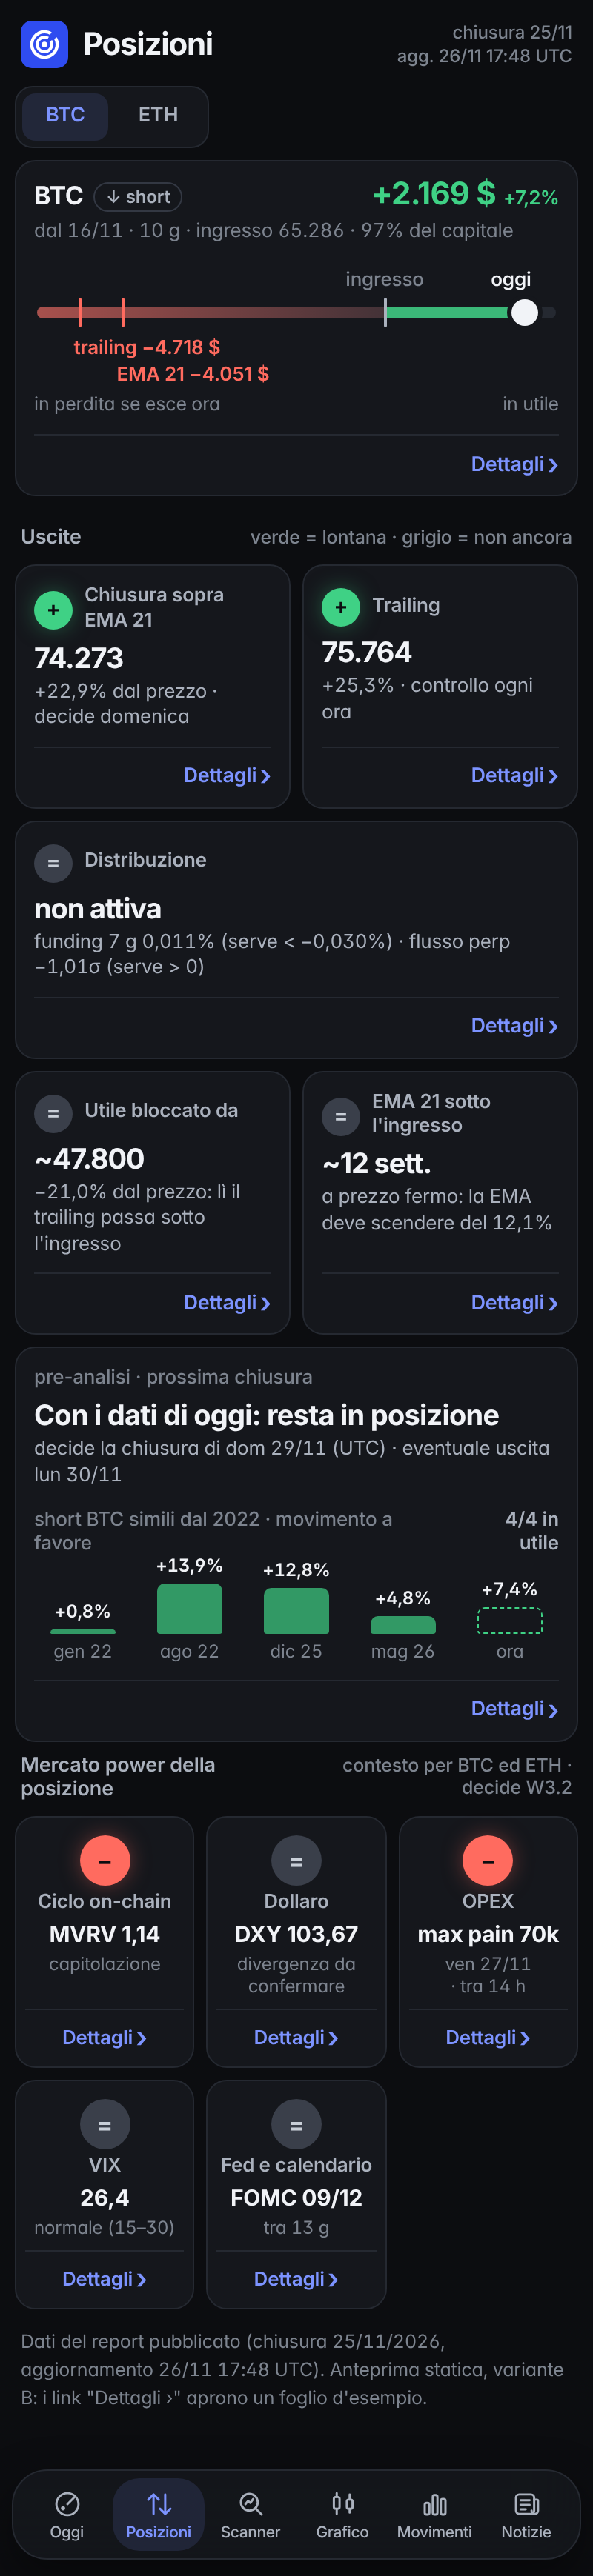 Posizioni
chiusura 25/11
agg. 26/11 17:48 UTC
BTC
ETH
BTC ↓ short
+2.169 $ +7,2%
dal 16/11 · 10 g · ingresso 65.286 · 97% del capitale
ingresso
oggi
trailing −4.718 $
EMA 21 −4.051 $
in perdita se esce ora
in utile
Dettagli ›
Uscite
verde = lontana · grigio = non ancora
+
Chiusura sopra
EMA 21
74.273
+22,9% dal prezzo ·
decide domenica
Dettagli ›
+
Trailing
75.764
+25,3% · controllo ogni
ora
Dettagli ›
=
Distribuzione
non attiva
funding 7 g 0,011% (serve < −0,030%) · flusso perp
−1,01σ (serve > 0)
Dettagli ›
=
Utile bloccato da
~47.800
−21,0% dal prezzo: lì il
trailing passa sotto
l'ingresso
Dettagli ›
=
EMA 21 sotto
l'ingresso
~12 sett.
a prezzo fermo: la EMA
deve scendere del 12,1%
Dettagli ›
pre-analisi · prossima chiusura
Con i dati di oggi: resta in posizione
decide la chiusura di dom 29/11 (UTC) · eventuale uscita
lun 30/11
short BTC simili dal 2022 · movimento a
favore
4/4 in
utile
+0,8%
+13,9%
+12,8%
+4,8%
+7,4%
gen 22
ago 22
dic 25
mag 26
ora
Dettagli ›
Mercato power della
posizione
contesto per BTC ed ETH ·
decide W3.2
−
Ciclo on-chain
MVRV 1,14
capitolazione
Dettagli ›
=
Dollaro
DXY 103,67
divergenza da
confermare
Dettagli ›
−
OPEX
max pain 70k
ven 27/11
· tra 14 h
Dettagli ›
=
VIX
26,4
normale (15–30)
Dettagli ›
=
Fed e calendario
FOMC 09/12
tra 13 g
Dettagli ›
Dati del report pubblicato (chiusura 25/11/2026,
aggiornamento 26/11 17:48 UTC). Anteprima statica, variante
B: i link "Dettagli ›" aprono un foglio d'esempio.
Oggi
Posizioni
Scanner
Grafico
Movimenti
Notizie